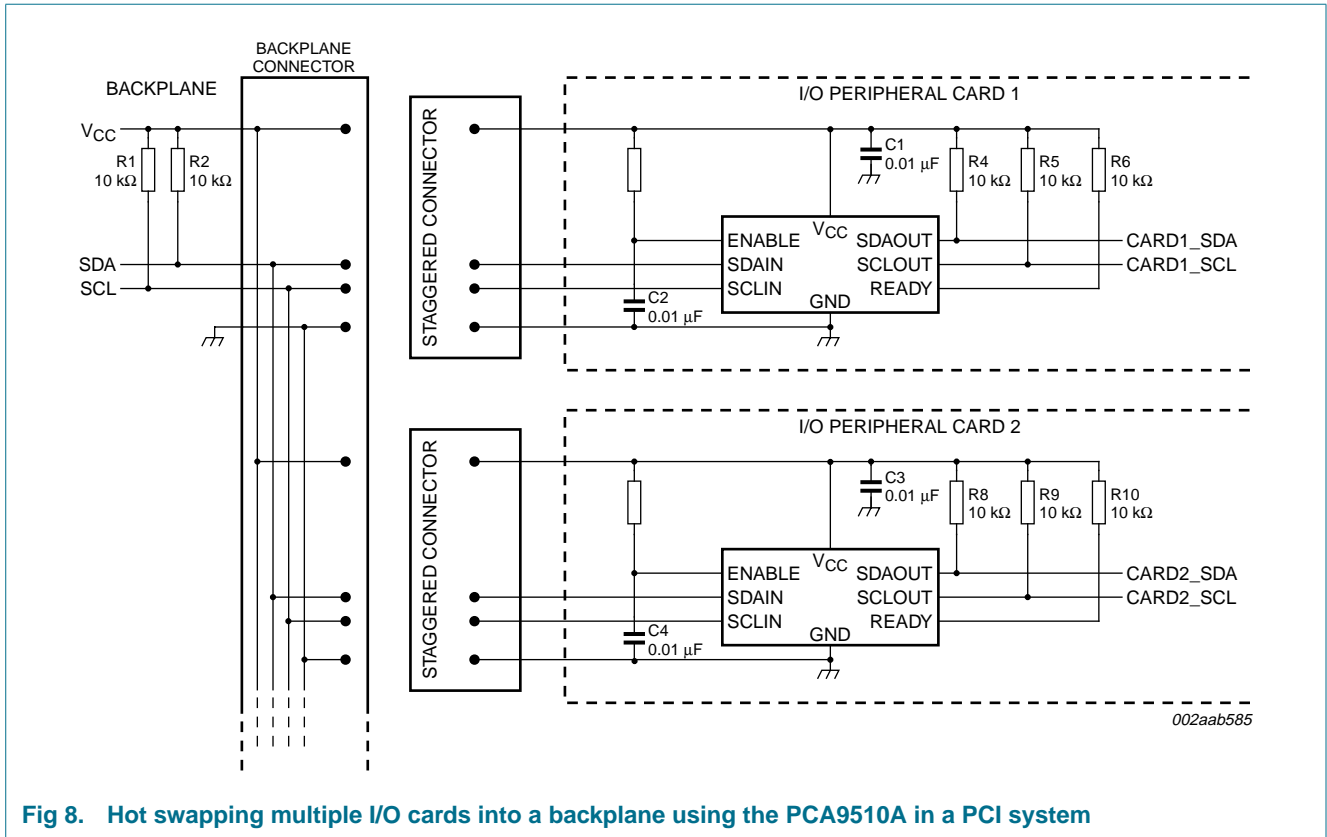 BACKPLANE
CONNECTOR
BACKPLANE
VCC
R1
10 kΩ
R2
10 kΩ
SDA
SCL
STAGGERED CONNECTOR
I/O PERIPHERAL CARD 1
C1
0.01 μF
R4
10 kΩ
R5
10 kΩ
R6
10 kΩ
VCC
ENABLE
SDAIN
SCLIN
GND
SDAOUT
SCLOUT
READY
CARD1_SDA
CARD1_SCL
C2
0.01 μF
STAGGERED CONNECTOR
I/O PERIPHERAL CARD 2
C3
0.01 μF
R8
10 kΩ
R9
10 kΩ
R10
10 kΩ
VCC
ENABLE
SDAIN
SCLIN
GND
SDAOUT
SCLOUT
READY
CARD2_SDA
CARD2_SCL
C4
0.01 μF
002aab585
Fig 8. Hot swapping multiple I/O cards into a backplane using the PCA9510A in a PCI system